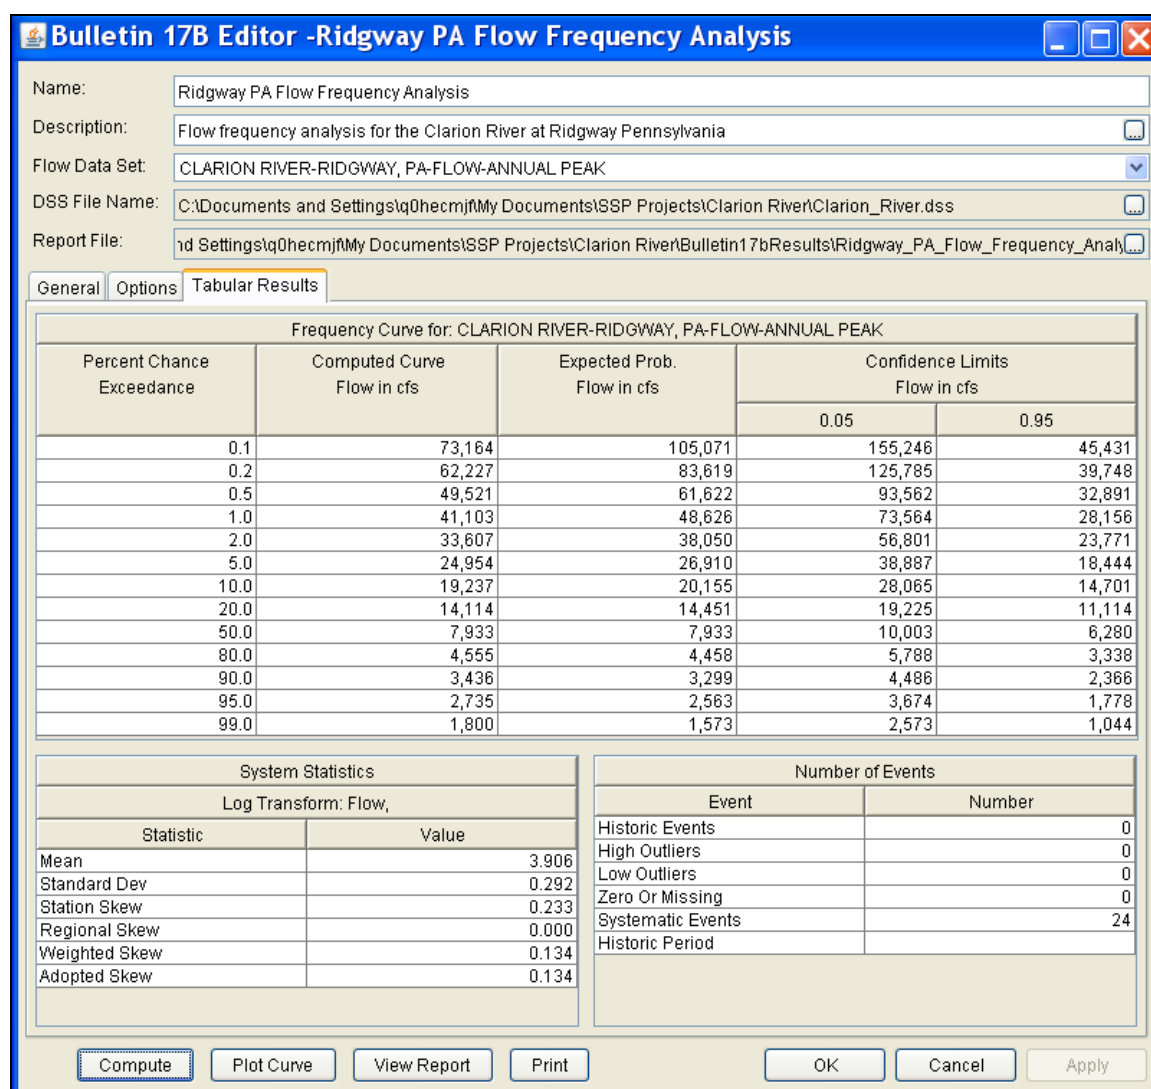 Bulletin 17B Editor -Ridgway PA Flow Frequency Analysis
Name: Ridgway PA Flow Frequency Analysis
Description: Flow frequency analysis for the Clarion River at Ridgway Pennsylvania ...
Flow Data Set: CLARION RIVER-RIDGWAY, PA-FLOW-ANNUAL PEAK
DSS File Name: C:\Documents and Settings\q0hecmjf\My Documents\SSP Projects\Clarion River\Clarion_River.dss ...
Report File: nd Settings\q0hecmjf\My Documents\SSP Projects\Clarion River\Bulletin17bResults\Ridgway_PA_Flow_Frequency_Analy ...
General Options Tabular Results
Frequency Curve for: CLARION RIVER-RIDGWAY, PA-FLOW-ANNUAL PEAK
Percent Chance Computed Curve Expected Prob. Confidence Limits
Exceedance Flow in cfs Flow in cfs Flow in cfs
0.05 0.95
0.1 73,164 105,071 155,246 45,431
0.2 62,227 83,619 125,785 39,748
0.5 49,521 61,622 93,562 32,891
1.0 41,103 48,626 73,564 28,156
2.0 33,607 38,050 56,801 23,771
5.0 24,954 26,910 38,887 18,444
10.0 19,237 20,155 28,065 14,701
20.0 14,114 14,451 19,225 11,114
50.0 7,933 7,933 10,003 6,280
80.0 4,555 4,458 5,788 3,338
90.0 3,436 3,299 4,486 2,366
95.0 2,735 2,563 3,674 1,778
99.0 1,800 1,573 2,573 1,044
System Statistics
Log Transform: Flow,
Statistic Value
Mean 3.906
Standard Dev 0.292
Station Skew 0.233
Regional Skew 0.000
Weighted Skew 0.134
Adopted Skew 0.134
Number of Events
Event Number
Historic Events 0
High Outliers 0
Low Outliers 0
Zero Or Missing 0
Systematic Events 24
Historic Period
Compute Plot Curve View Report Print OK Cancel Apply